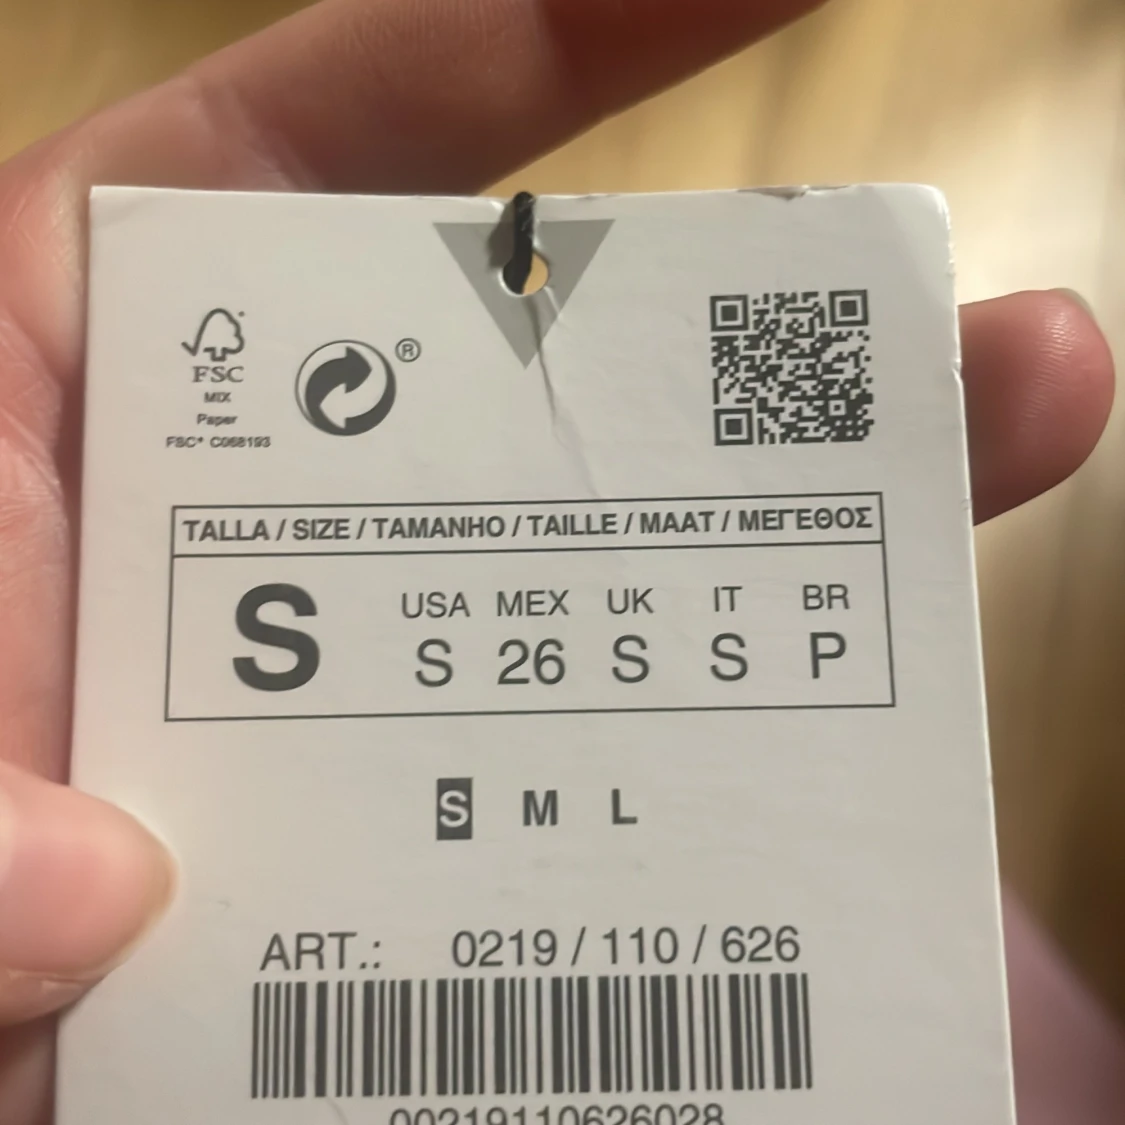 ®
FSC
MIX
Paper
FSC® C068193
TALLA / SIZE / TAMANHO / TAILLE / MAAT / ΜΕΓΕΘΟΣ
S
USA MEX UK IT BR
S 26 S S P
S M L
ART.: 0219 / 110 / 626
00219110626028